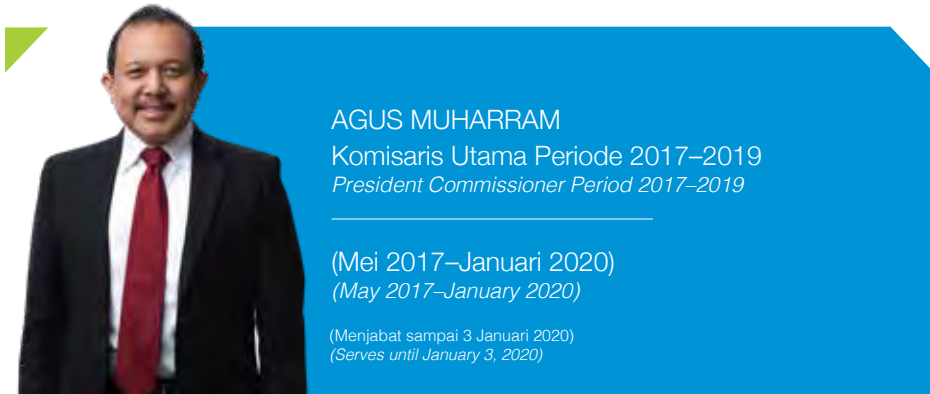 AGUS MUHARRAM
Komisaris Utama Periode 2017–2019
President Commissioner Period 2017–2019
(Mei 2017–Januari 2020)
(May 2017–January 2020)
(Menjabat sampai 3 Januari 2020)
(Serves until January 3, 2020)